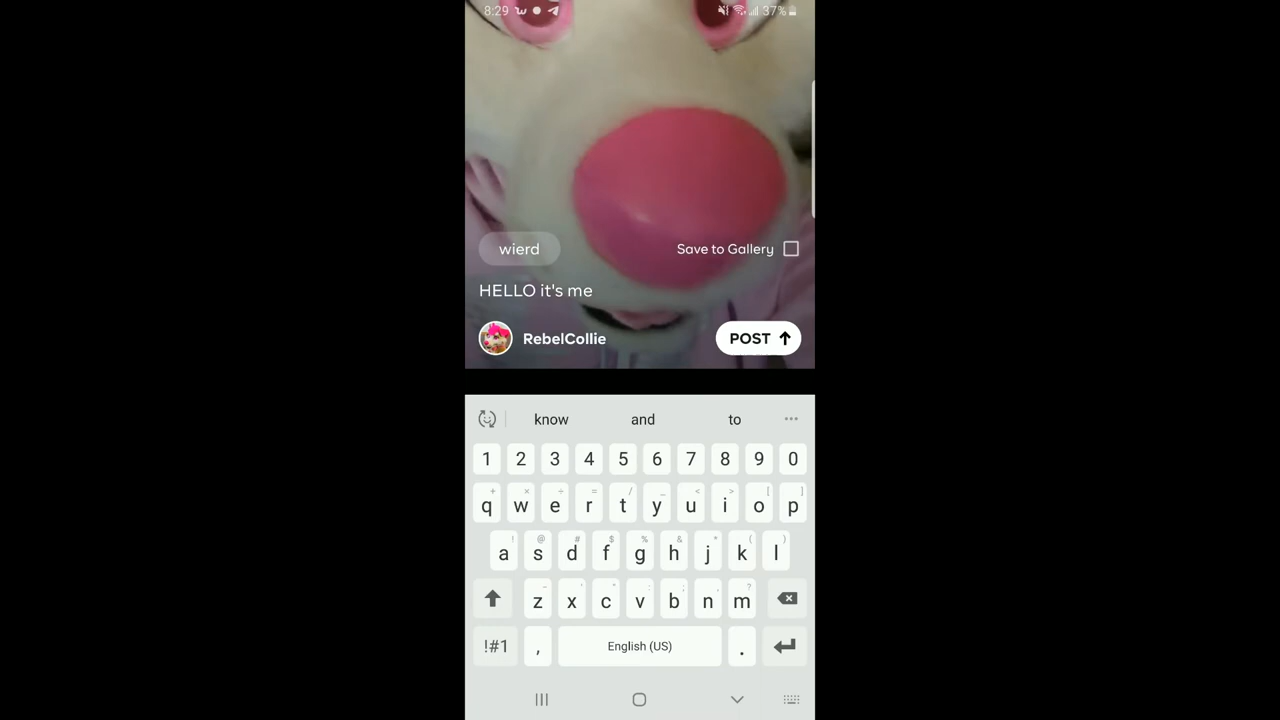 8:29 37%
wierd Save to Gallery
HELLO it's me
RebelCollie POST
know and to
1 2 3 4 5 6 7 8 9 0
+ × ÷ = / _ < > [ ]
q w e r t y u i o p
! @ # $ % & * ( )
a s d f g h j k l
- ' " : ; , ?
z x c v b n m
!#1 , English (US) .